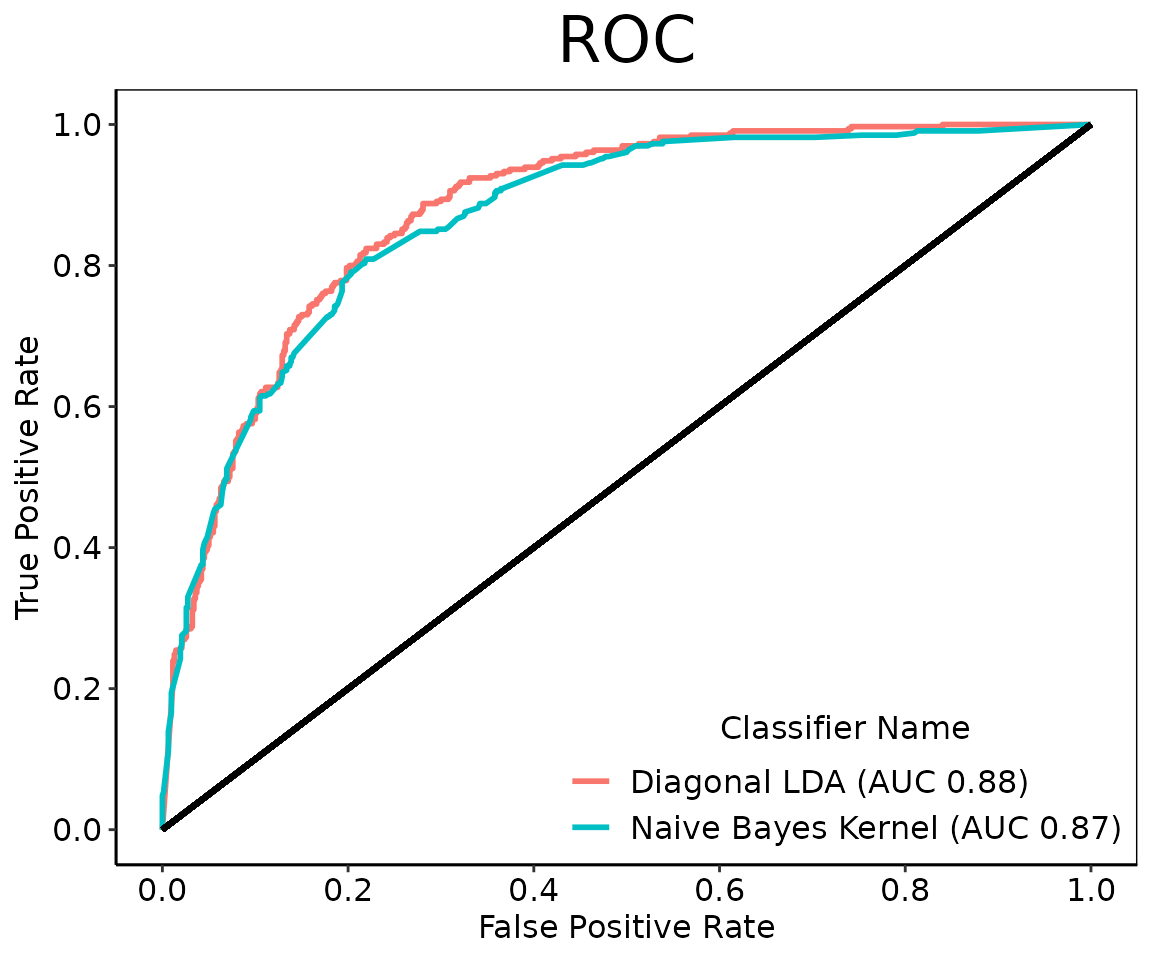 ROC
True Positive Rate
1.0
0.8
0.6
0.4
0.2
0.0
Classifier Name
Diagonal LDA (AUC 0.88)
Naive Bayes Kernel (AUC 0.87)
0.0 0.2 0.4 0.6 0.8 1.0
False Positive Rate